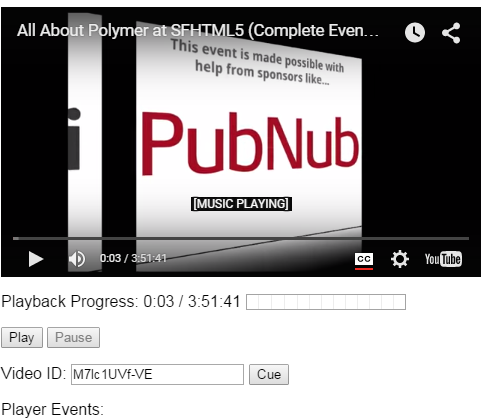 All About Polymer at SFHTML5 (Complete Even...
This event is made possible with
help from sponsors like...
i
PubNub
[MUSIC PLAYING]
0:03 / 3:51:41
CC
YouTube
Playback Progress: 0:03 / 3:51:41
Play Pause
Video ID: M7lc1UVf-VE Cue
Player Events: